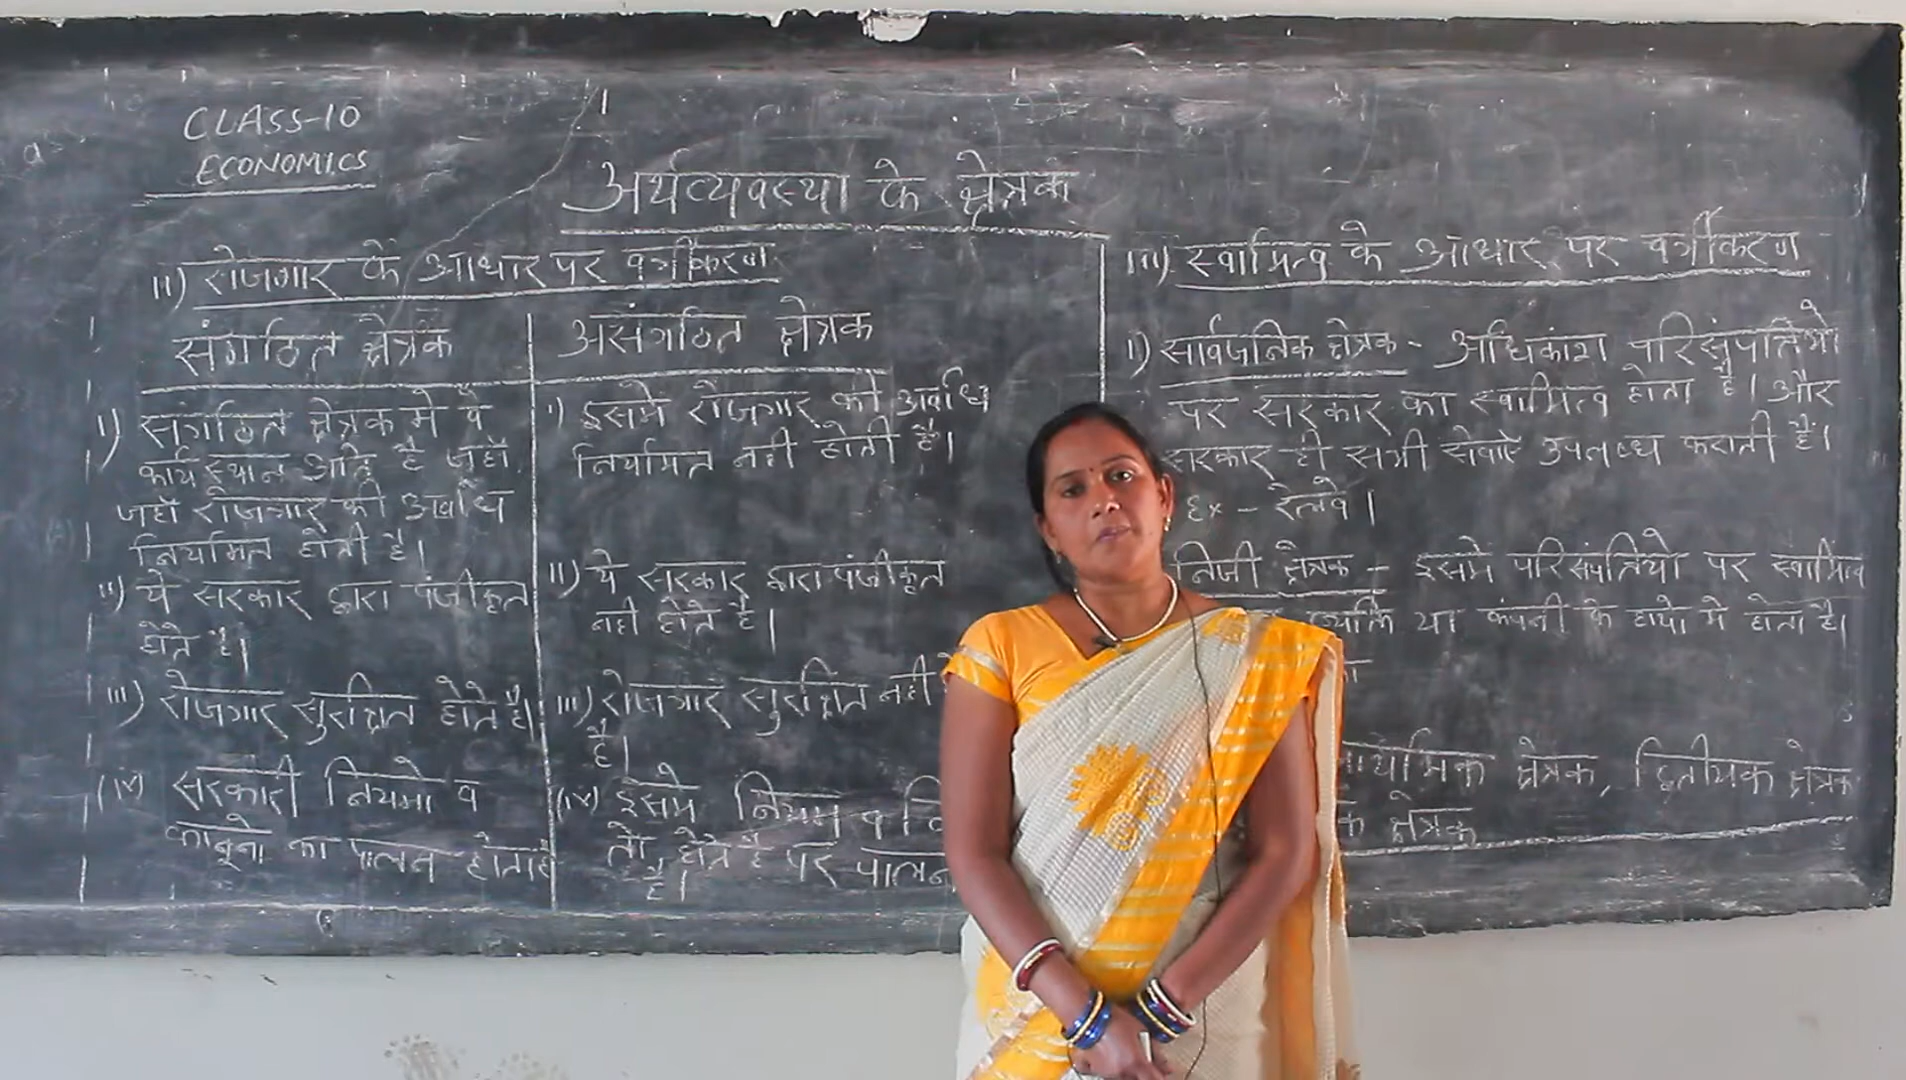 CLASS-10
ECONOMICS
अर्थव्यवस्था के क्षेत्रक
II) रोजगार के आधार पर वर्गीकरण
संगठित क्षेत्रक
I) संगठित क्षेत्रक मे वे
कार्य स्थान आते है जहाँ
जहाँ रोजगार की अवधि
नियमित होती है।
II) ये सरकार द्वारा पंजीकृत
होते है।
III) रोजगार सुरक्षित होते है।
(IV) सरकारी नियमो व
कानूनो का पालन होता है
असंगठित क्षेत्रक
I) इसमे रोजगार की अवधि
नियमित नही होती है।
II) ये सरकार द्वारा पंजीकृत
नही होते है।
III) रोजगार सुरक्षित नही
है।
(IV) इसमे नियम व
तो होते है पर पालन
है।
III) स्वामित्व के आधार पर वर्गीकरण
I) सार्वजनिक क्षेत्रक - अधिकांश परिसंपतियो
पर सरकार का स्वामित्व होता है। और
सरकार ही सभी सेवाएँ उपलब्ध कराती है।
Ex - रेलवे।
निजी क्षेत्रक - इसमे परिसंपतियो पर स्वामित्व
व्यक्ति या कंपनी के हाथो मे होता है।
क्षेत्रक, द्वितीयक क्षेत्रक
क्षेत्रक